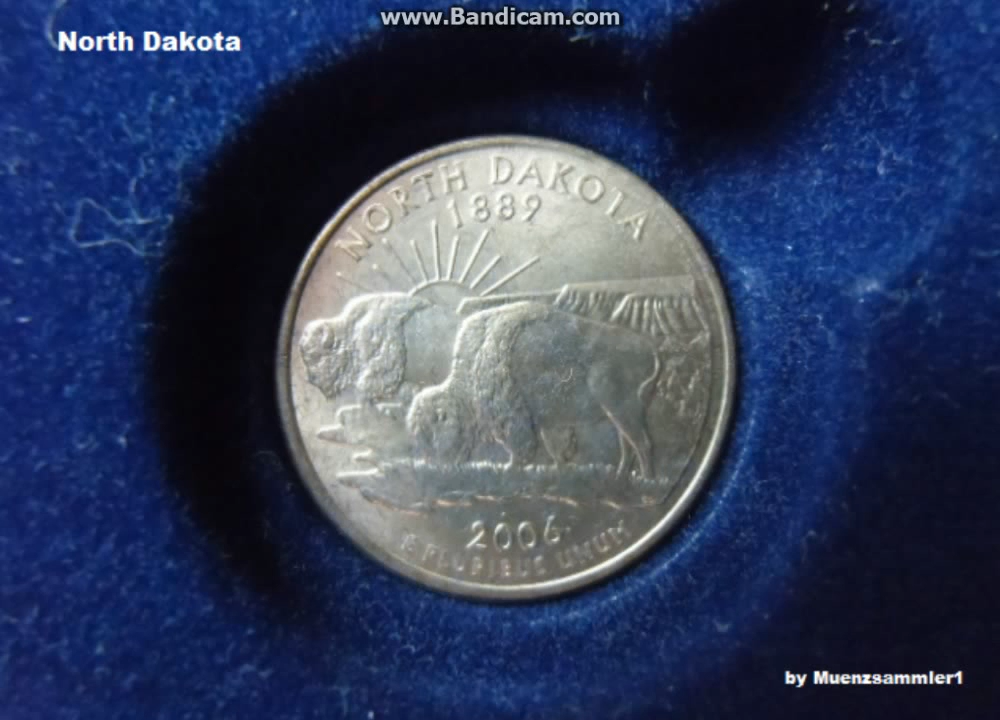 www.Bandicam.com
North Dakota
NORTH DAKOTA
1889
2006
E PLURIBUS UNUM
by Muenzsammler1